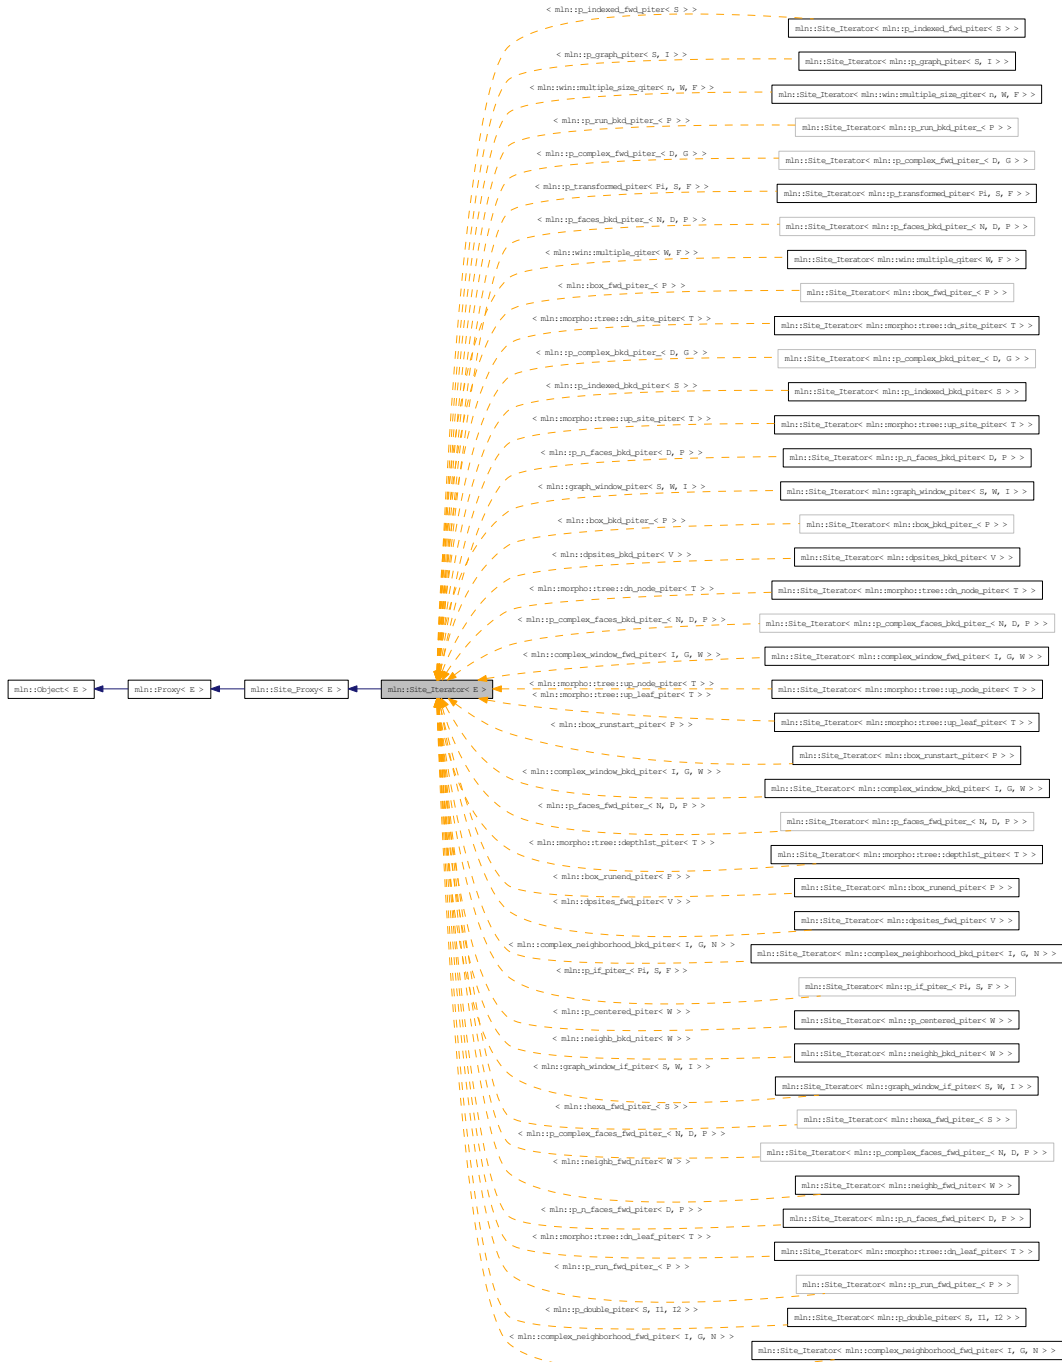 < mln::p_indexed_fwd_piter< S > >
mln::Site_Iterator< mln::p_indexed_fwd_piter< S > >
< mln::p_graph_piter< S, I > >
mln::Site_Iterator< mln::p_graph_piter< S, I > >
< mln::win::multiple_size_qiter< n, W, F > >
mln::Site_Iterator< mln::win::multiple_size_qiter< n, W, F > >
< mln::p_run_bkd_piter_< P > >
mln::Site_Iterator< mln::p_run_bkd_piter_< P > >
< mln::p_complex_fwd_piter_< D, G > >
mln::Site_Iterator< mln::p_complex_fwd_piter_< D, G > >
< mln::p_transformed_piter< Pi, S, F > >
mln::Site_Iterator< mln::p_transformed_piter< Pi, S, F > >
< mln::p_faces_bkd_piter_< N, D, P > >
mln::Site_Iterator< mln::p_faces_bkd_piter_< N, D, P > >
< mln::win::multiple_qiter< W, F > >
mln::Site_Iterator< mln::win::multiple_qiter< W, F > >
< mln::box_fwd_piter_< P > >
mln::Site_Iterator< mln::box_fwd_piter_< P > >
< mln::morpho::tree::dn_site_piter< T > >
mln::Site_Iterator< mln::morpho::tree::dn_site_piter< T > >
< mln::p_complex_bkd_piter_< D, G > >
mln::Site_Iterator< mln::p_complex_bkd_piter_< D, G > >
< mln::p_indexed_bkd_piter< S > >
mln::Site_Iterator< mln::p_indexed_bkd_piter< S > >
< mln::morpho::tree::up_site_piter< T > >
mln::Site_Iterator< mln::morpho::tree::up_site_piter< T > >
< mln::p_n_faces_bkd_piter< D, P > >
mln::Site_Iterator< mln::p_n_faces_bkd_piter< D, P > >
< mln::graph_window_piter< S, W, I > >
mln::Site_Iterator< mln::graph_window_piter< S, W, I > >
< mln::box_bkd_piter_< P > >
mln::Site_Iterator< mln::box_bkd_piter_< P > >
< mln::dpsites_bkd_piter< V > >
mln::Site_Iterator< mln::dpsites_bkd_piter< V > >
< mln::morpho::tree::dn_node_piter< T > >
mln::Site_Iterator< mln::morpho::tree::dn_node_piter< T > >
< mln::p_complex_faces_bkd_piter_< N, D, P > >
mln::Site_Iterator< mln::p_complex_faces_bkd_piter_< N, D, P > >
< mln::complex_window_fwd_piter< I, G, W > >
mln::Site_Iterator< mln::complex_window_fwd_piter< I, G, W > >
mln::Object< E >
mln::Proxy< E >
mln::Site_Proxy< E >
mln::Site_Iterator< E >
< mln::morpho::tree::up_node_piter< T > >
mln::Site_Iterator< mln::morpho::tree::up_node_piter< T > >
< mln::morpho::tree::up_leaf_piter< T > >
mln::Site_Iterator< mln::morpho::tree::up_leaf_piter< T > >
< mln::box_runstart_piter< P > >
mln::Site_Iterator< mln::box_runstart_piter< P > >
< mln::complex_window_bkd_piter< I, G, W > >
mln::Site_Iterator< mln::complex_window_bkd_piter< I, G, W > >
< mln::p_faces_fwd_piter_< N, D, P > >
mln::Site_Iterator< mln::p_faces_fwd_piter_< N, D, P > >
< mln::morpho::tree::depth1st_piter< T > >
mln::Site_Iterator< mln::morpho::tree::depth1st_piter< T > >
< mln::box_runend_piter< P > >
mln::Site_Iterator< mln::box_runend_piter< P > >
< mln::dpsites_fwd_piter< V > >
mln::Site_Iterator< mln::dpsites_fwd_piter< V > >
< mln::complex_neighborhood_bkd_piter< I, G, N > >
mln::Site_Iterator< mln::complex_neighborhood_bkd_piter< I, G, N > >
< mln::p_if_piter_< Pi, S, F > >
mln::Site_Iterator< mln::p_if_piter_< Pi, S, F > >
< mln::p_centered_piter< W > >
mln::Site_Iterator< mln::p_centered_piter< W > >
< mln::neighb_bkd_niter< W > >
mln::Site_Iterator< mln::neighb_bkd_niter< W > >
< mln::graph_window_if_piter< S, W, I > >
mln::Site_Iterator< mln::graph_window_if_piter< S, W, I > >
< mln::hexa_fwd_piter_< S > >
mln::Site_Iterator< mln::hexa_fwd_piter_< S > >
< mln::p_complex_faces_fwd_piter_< N, D, P > >
mln::Site_Iterator< mln::p_complex_faces_fwd_piter_< N, D, P > >
< mln::neighb_fwd_niter< W > >
mln::Site_Iterator< mln::neighb_fwd_niter< W > >
< mln::p_n_faces_fwd_piter< D, P > >
mln::Site_Iterator< mln::p_n_faces_fwd_piter< D, P > >
< mln::morpho::tree::dn_leaf_piter< T > >
mln::Site_Iterator< mln::morpho::tree::dn_leaf_piter< T > >
< mln::p_run_fwd_piter_< P > >
mln::Site_Iterator< mln::p_run_fwd_piter_< P > >
< mln::p_double_piter< S, I1, I2 > >
mln::Site_Iterator< mln::p_double_piter< S, I1, I2 > >
< mln::complex_neighborhood_fwd_piter< I, G, N > >
mln::Site_Iterator< mln::complex_neighborhood_fwd_piter< I, G, N > >